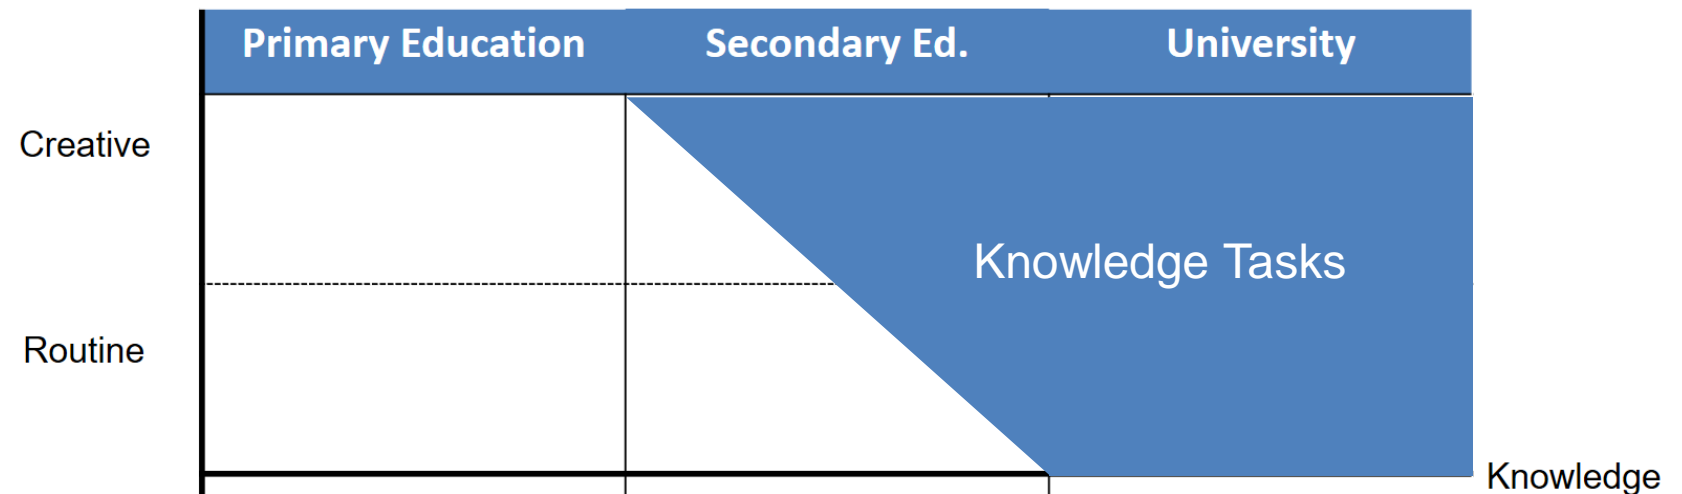 Primary Education
Secondary Ed.
University
Creative
Knowledge Tasks
Routine
Knowledge